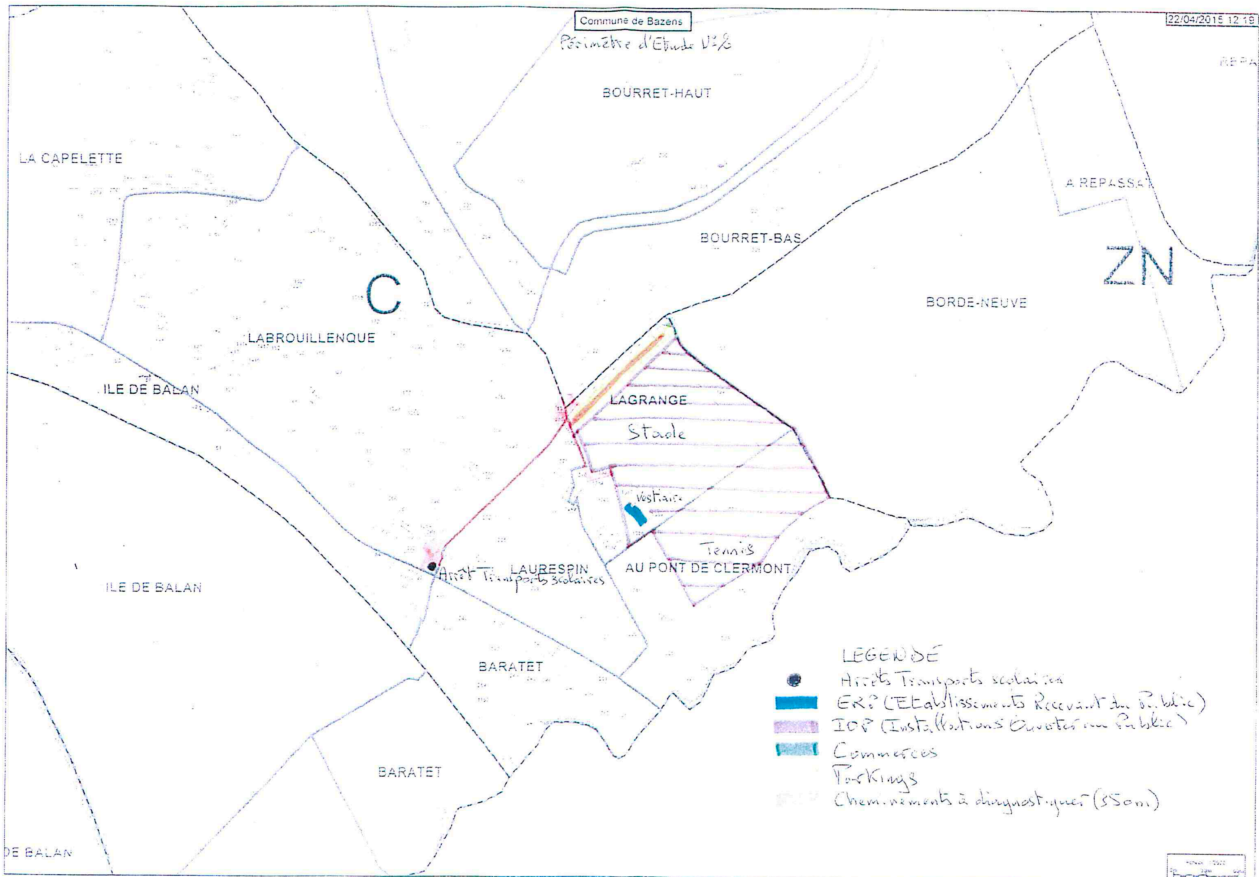 Commune de Bazens
22/04/2015 12:19
Périmètre d'Etude N°2
BOURRET-HAUT
LA CAPELETTE
A REPASSAT
BOURRET-BAS
ZN
C
BORDE-NEUVE
LABROUILLENQUE
ILE DE BALAN
LAGRANGE
Stade
Vestiaire
Tennis
LAURESPIN
AU PONT DE CLERMONT
Arrêt Transports scolaires
ILE DE BALAN
BARATET
LEGENDE
Arrêts Transports scolaires
ERP (Etablissements Recevant du Public)
IOP (Installations Ouvertes au Public)
Commerces
BARATET
Parkings
Cheminements à diagnostiquer (550m)
DE BALAN